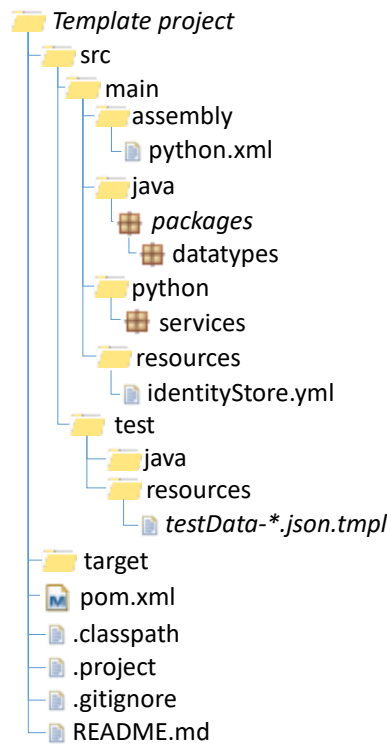 Template project
src
main
assembly
python.xml
java
packages
datatypes
python
services
resources
identityStore.yml
test
java
resources
testData-*.json.tmpl
target
pom.xml
.classpath
.project
.gitignore
README.md